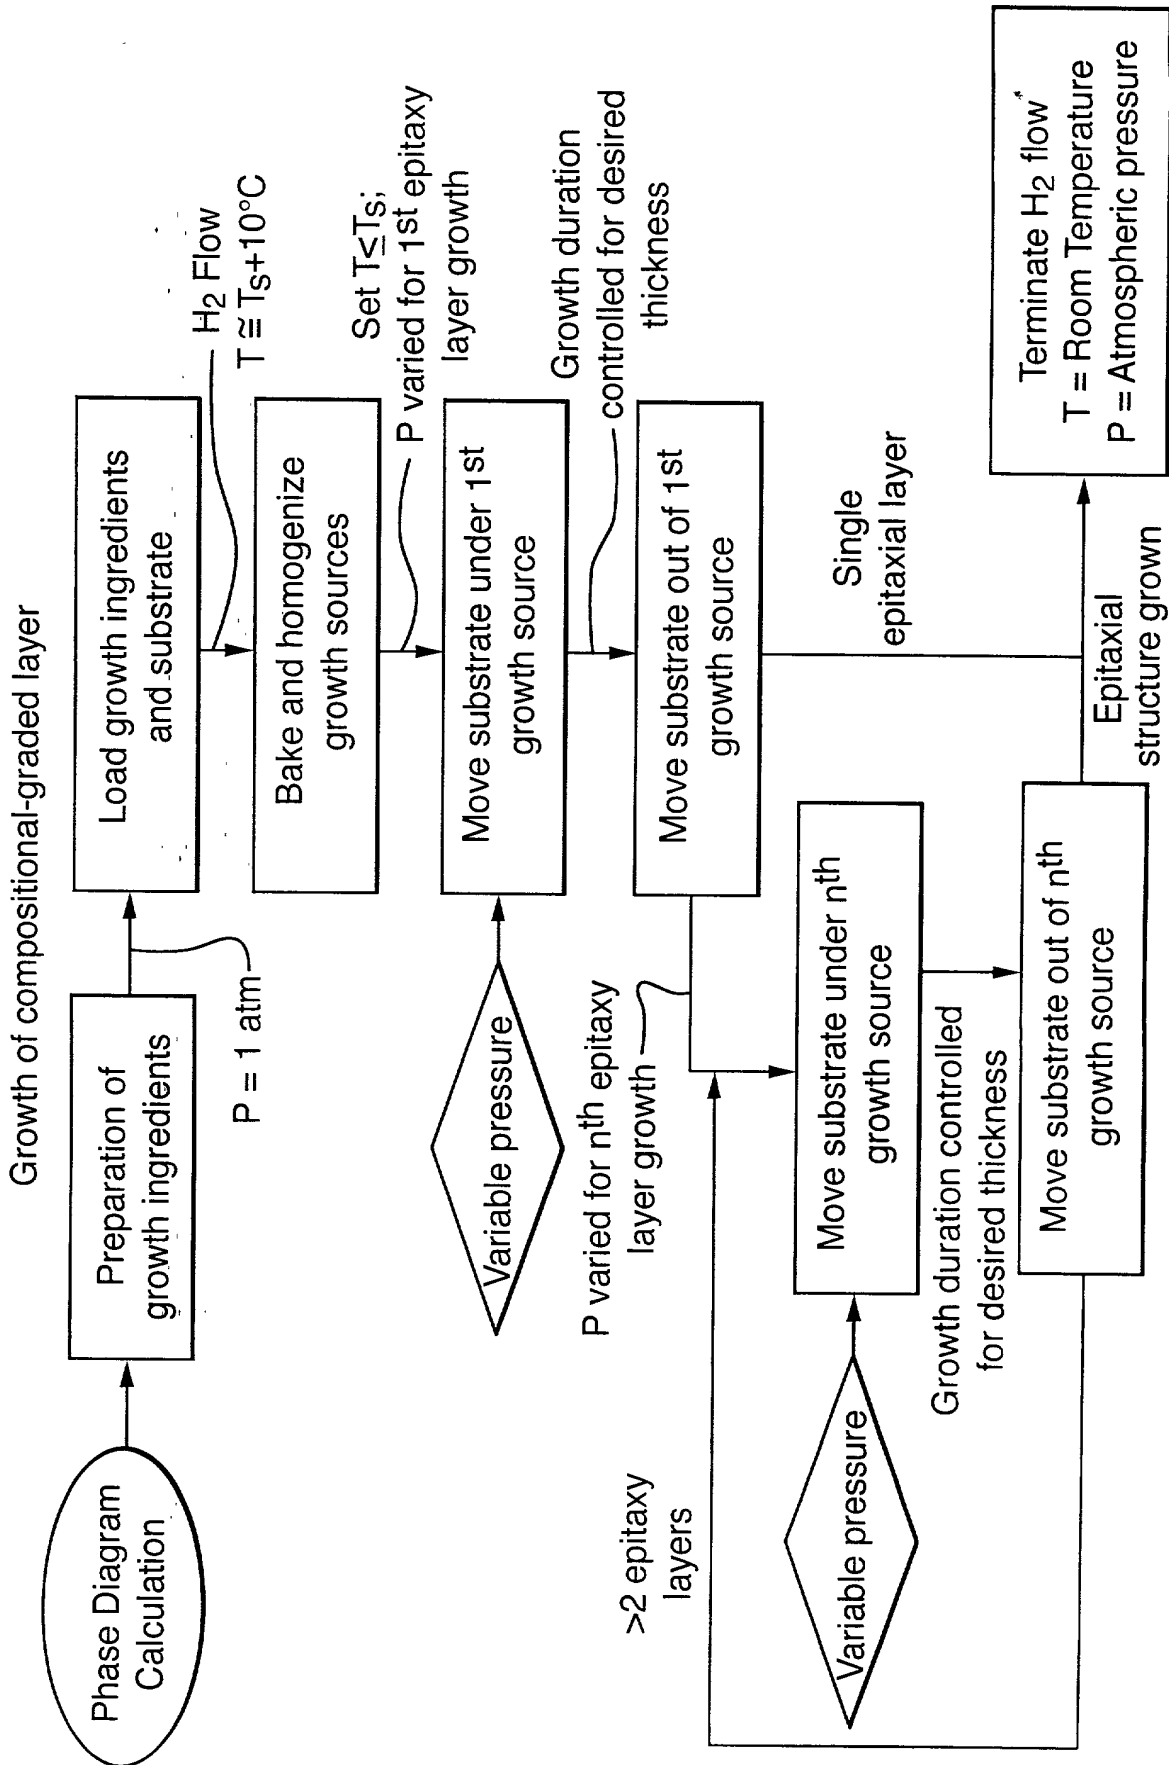 Growth of compositional-graded layer
Phase Diagram
Calculation
Preparation of
growth ingredients
P = 1 atm
Load growth ingredients
and substrate
H2 Flow
T ≅ TS+10°C
Bake and homogenize
growth sources
Set T≤TS;
P varied for 1st epitaxy
layer growth
Variable pressure
Move substrate under 1st
growth source
Growth duration
controlled for desired
thickness
Move substrate out of 1st
growth source
Single
epitaxial layer
P varied for nth epitaxy
layer growth
>2 epitaxy
layers
Variable pressure
Move substrate under nth
growth source
Growth duration controlled
for desired thickness
Move substrate out of nth
growth source
Epitaxial
structure grown
Terminate H2 flow
T = Room Temperature
P = Atmospheric pressure